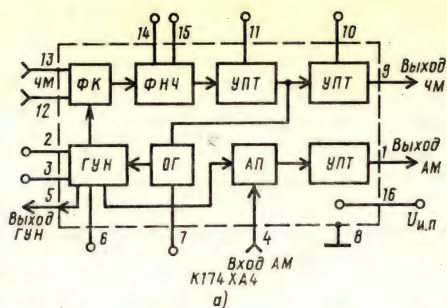 14 15 11 10
13
ЧМ
12
ФК ФНЧ УПТ УПТ
9 Выход
ЧМ
2
3
5
ГУН ОГ АП УПТ
1 Выход
АМ
16
Uи.п
Выход
ГУН
6 7 4 8
Вход АМ
К174ХА4
а)